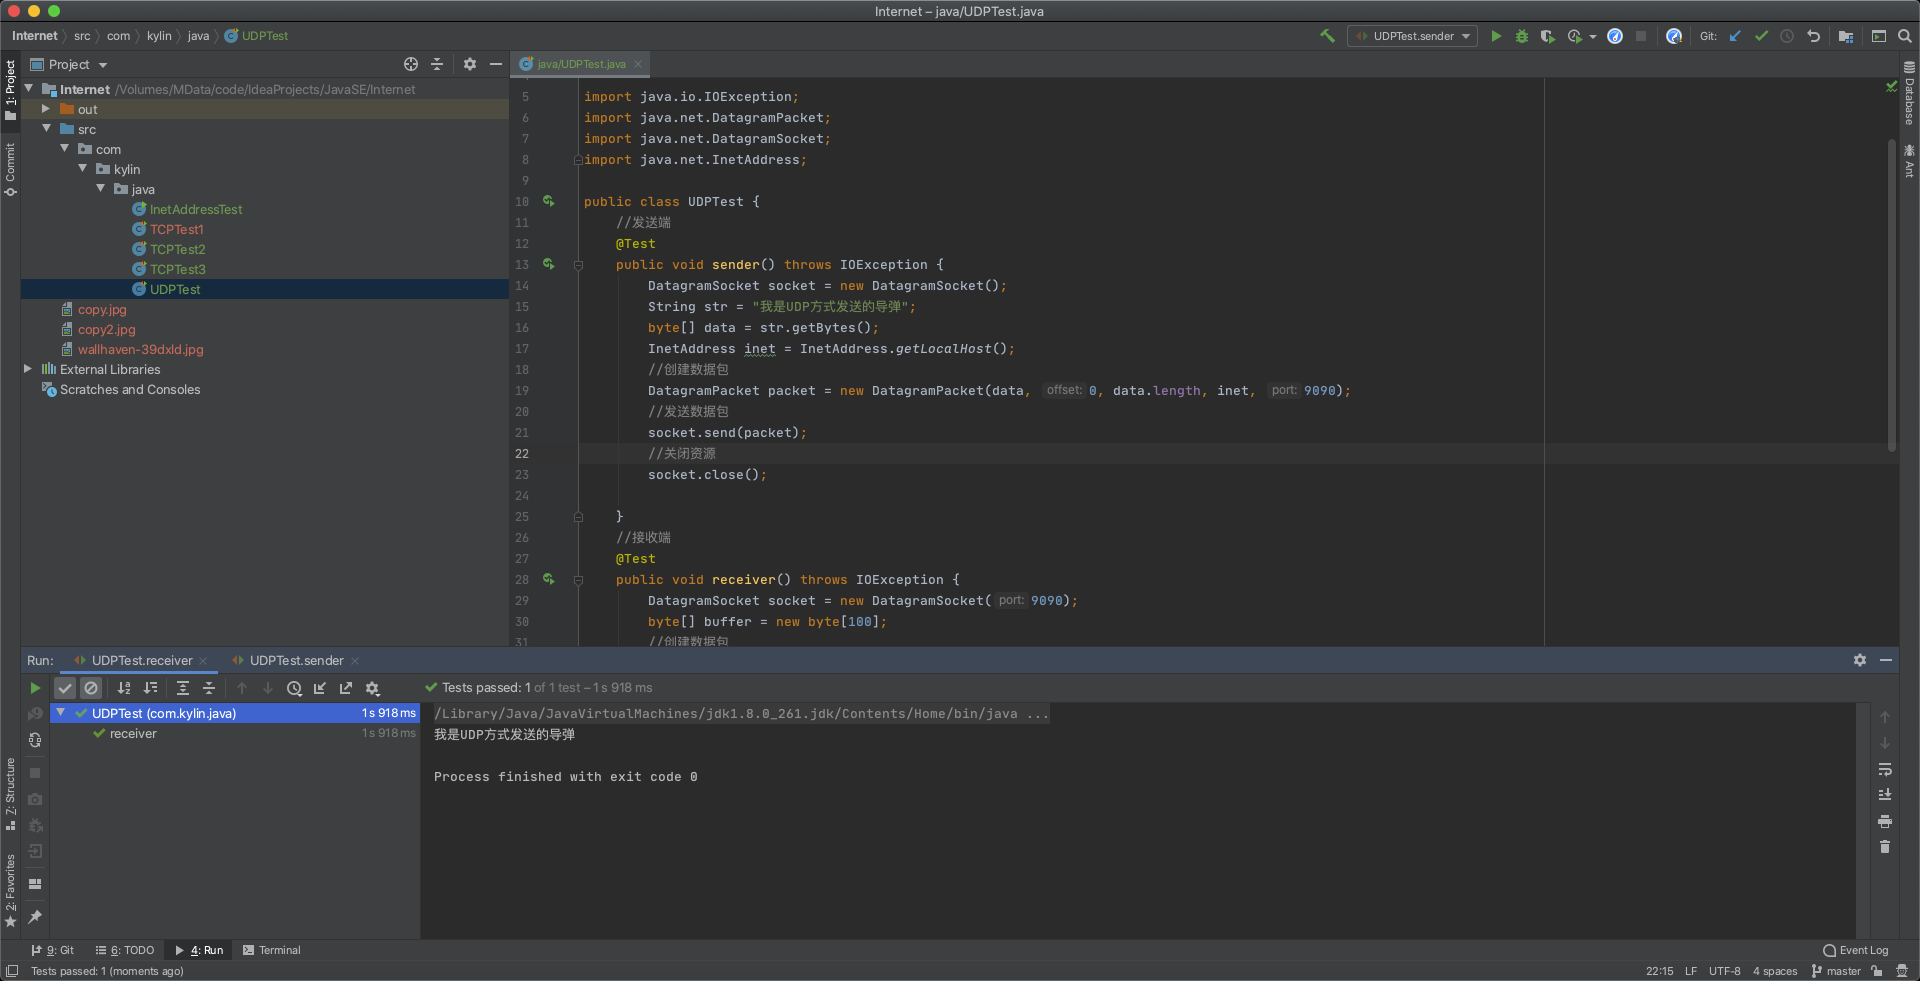 Internet – java/UDPTest.java
Internet src com kylin java UDPTest
UDPTest.sender
Git:
1: Project
Commit
Z: Structure
2: Favorites
Project
Internet /Volumes/MData/code/IdeaProjects/JavaSE/Internet
out
src
com
kylin
java
InetAddressTest
TCPTest1
TCPTest2
TCPTest3
UDPTest
copy.jpg
copy2.jpg
wallhaven-39dxld.jpg
External Libraries
Scratches and Consoles
java/UDPTest.java
5 import java.io.IOException;
6 import java.net.DatagramPacket;
7 import java.net.DatagramSocket;
8 import java.net.InetAddress;
9
10 public class UDPTest {
11 //发送端
12 @Test
13 public void sender() throws IOException {
14 DatagramSocket socket = new DatagramSocket();
15 String str = "我是UDP方式发送的导弹";
16 byte[] data = str.getBytes();
17 InetAddress inet = InetAddress.getLocalHost();
18 //创建数据包
19 DatagramPacket packet = new DatagramPacket(data, offset: 0, data.length, inet, port: 9090);
20 //发送数据包
21 socket.send(packet);
22 //关闭资源
23 socket.close();
24
25 }
26 //接收端
27 @Test
28 public void receiver() throws IOException {
29 DatagramSocket socket = new DatagramSocket( port: 9090);
30 byte[] buffer = new byte[100];
31 //创建数据包
Database
Ant
Run: UDPTest.receiver UDPTest.sender
Tests passed: 1 of 1 test – 1 s 918 ms
UDPTest (com.kylin.java) 1 s 918 ms
receiver 1 s 918 ms
/Library/Java/JavaVirtualMachines/jdk1.8.0_261.jdk/Contents/Home/bin/java ...
我是UDP方式发送的导弹
Process finished with exit code 0
9: Git 6: TODO 4: Run Terminal Event Log
Tests passed: 1 (moments ago) 22:15 LF UTF-8 4 spaces master